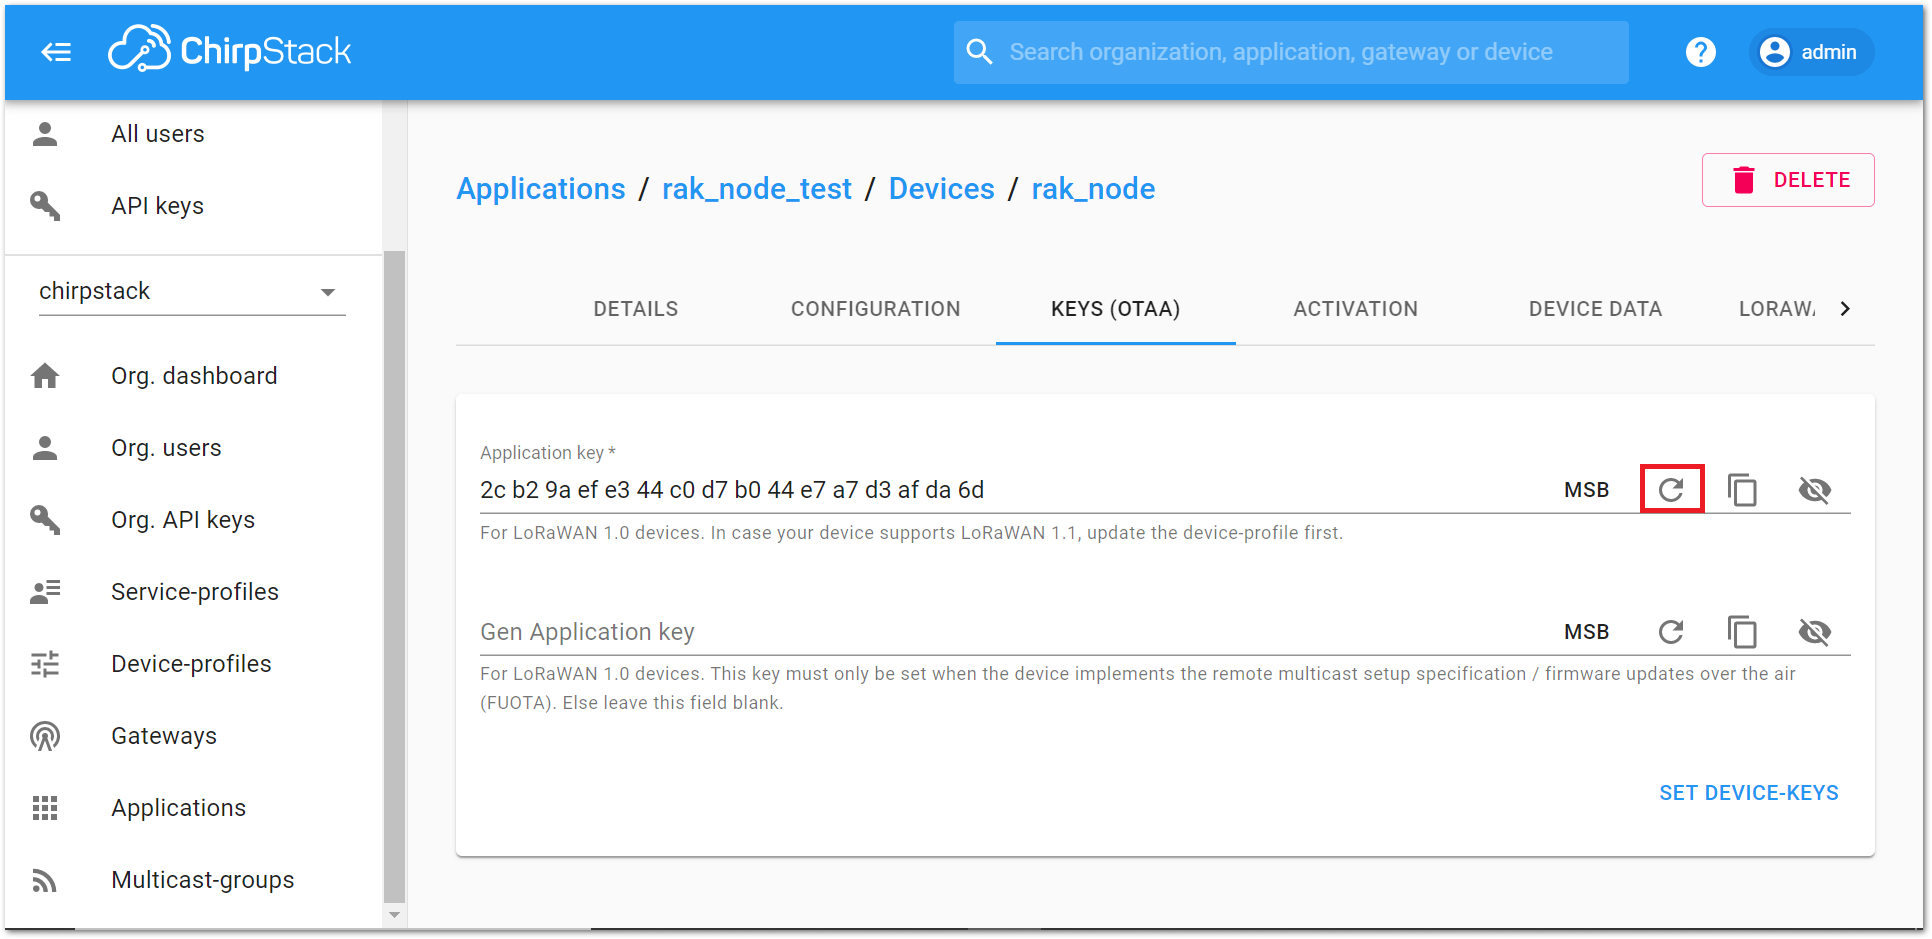 ChirpStack
Search organization, application, gateway or device
?
admin
All users
API keys
chirpstack
Org. dashboard
Org. users
Org. API keys
Service-profiles
Device-profiles
Gateways
Applications
Multicast-groups
Applications / rak_node_test / Devices / rak_node
DELETE
DETAILS
CONFIGURATION
KEYS (OTAA)
ACTIVATION
DEVICE DATA
LORAWA
Application key *
2c b2 9a ef e3 44 c0 d7 b0 44 e7 a7 d3 af da 6d
MSB
For LoRaWAN 1.0 devices. In case your device supports LoRaWAN 1.1, update the device-profile first.
Gen Application key
MSB
For LoRaWAN 1.0 devices. This key must only be set when the device implements the remote multicast setup specification / firmware updates over the air
(FUOTA). Else leave this field blank.
SET DEVICE-KEYS